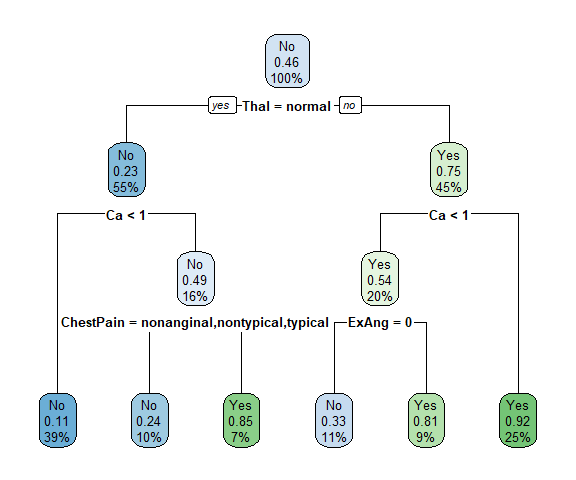 No
0.46
100%
yes Thal = normal no
No
0.23
55%
Yes
0.75
45%
Ca < 1
Ca < 1
No
0.49
16%
Yes
0.54
20%
ChestPain = nonanginal,nontypical,typical
ExAng = 0
No
0.11
39%
No
0.24
10%
Yes
0.85
7%
No
0.33
11%
Yes
0.81
9%
Yes
0.92
25%